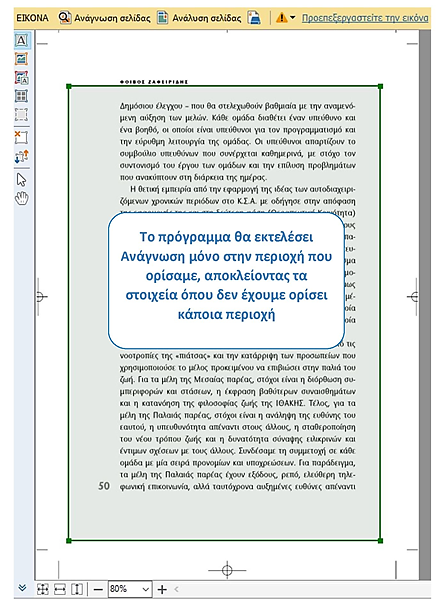 ΕΙΚΟΝΑ Ανάγνωση σελίδας Ανάλυση σελίδας Προεπεξεργαστείτε την εικόνα
ΦΟΙΒΟΣ ΖΑΦΕΙΡΙΔΗΣ
Δημόσιου έλεγχου – που θα στελεχωθούν βαθμιαία με την αναμενό-
μενη αύξηση των μελών. Κάθε ομάδα διαθέτει έναν υπεύθυνο και
ένα βοηθό, οι οποίοι είναι υπεύθυνοι για τον προγραμματισμό και
την εύρυθμη λειτουργία της ομάδας. Οι υπεύθυνοι απαρτίζουν το
συμβούλιο υπευθύνων που συνέρχεται καθημερινά, με στόχο τον
συντονισμό του έργου των ομάδων και την επίλυση προβλημάτων
που ανακύπτουν στη διάρκεια της ημέρας.
Η θετική εμπειρία από την εφαρμογή της ιδέας των αυτοδιαχειρι-
ζόμενων χρονικών περιόδων στο Κ.Σ.Α. με οδήγησε στην απόφαση
Το πρόγραμμα θα εκτελέσει
Ανάγνωση μόνο στην περιοχή που
ορίσαμε, αποκλείοντας τα
στοιχεία όπου δεν έχουμε ορίσει
κάποια περιοχή
νοοτροπίες της «πιάτσας» και την κατάρριψη των προσωπείων που
χρησιμοποιούσε το μέλος προκειμένου να επιβιώσει στην παλιά του
ζωή. Για τα μέλη της Μεσαίας παρέας, στόχοι είναι η διόρθωση συ-
μπεριφορών και στάσεων, η έκφραση βαθύτερων συναισθημάτων
και η κατανόηση της φιλοσοφίας ζωής της ΙΘΑΚΗΣ. Τέλος, για τα
μέλη της Παλαιάς παρέας, στόχοι είναι η ανάληψη της ευθύνης του
εαυτού, η υπευθυνότητα απέναντι στους άλλους, η σταθεροποίηση
του νέου τρόπου ζωής και η δυνατότητα σύναψης ειλικρινών και
έντιμων σχέσεων με τους άλλους. Συνδέσαμε τη συμμετοχή σε κάθε
ομάδα με μία σειρά προνομίων και υποχρεώσεων. Για παράδειγμα,
τα μέλη της Παλαιάς παρέας έχουν εξόδους, ρεπό, ελεύθερη τηλε-
50 φωνική επικοινωνία, αλλά ταυτόχρονα αυξημένες ευθύνες απέναντι
80%